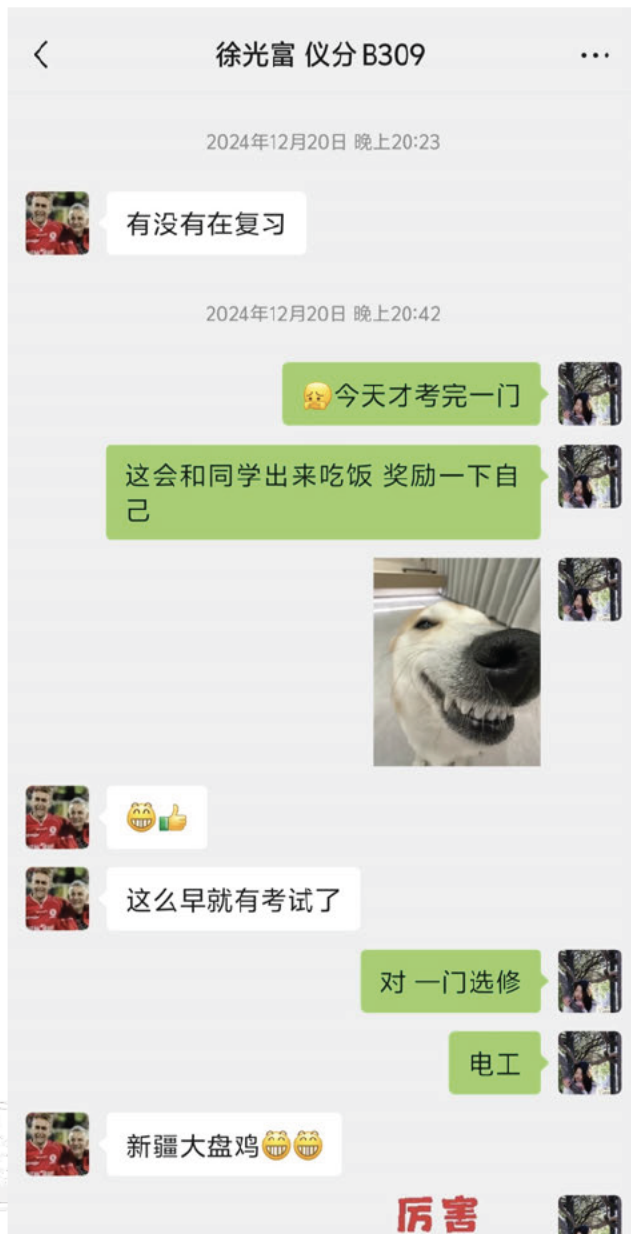 徐光富 仪分B309
2024年12月20日 晚上20:23
有没有在复习
2024年12月20日 晚上20:42
今天才考完一门
这会和同学出来吃饭 奖励一下自
己
这么早就有考试了
对 一门选修
电工
新疆大盘鸡
厉害